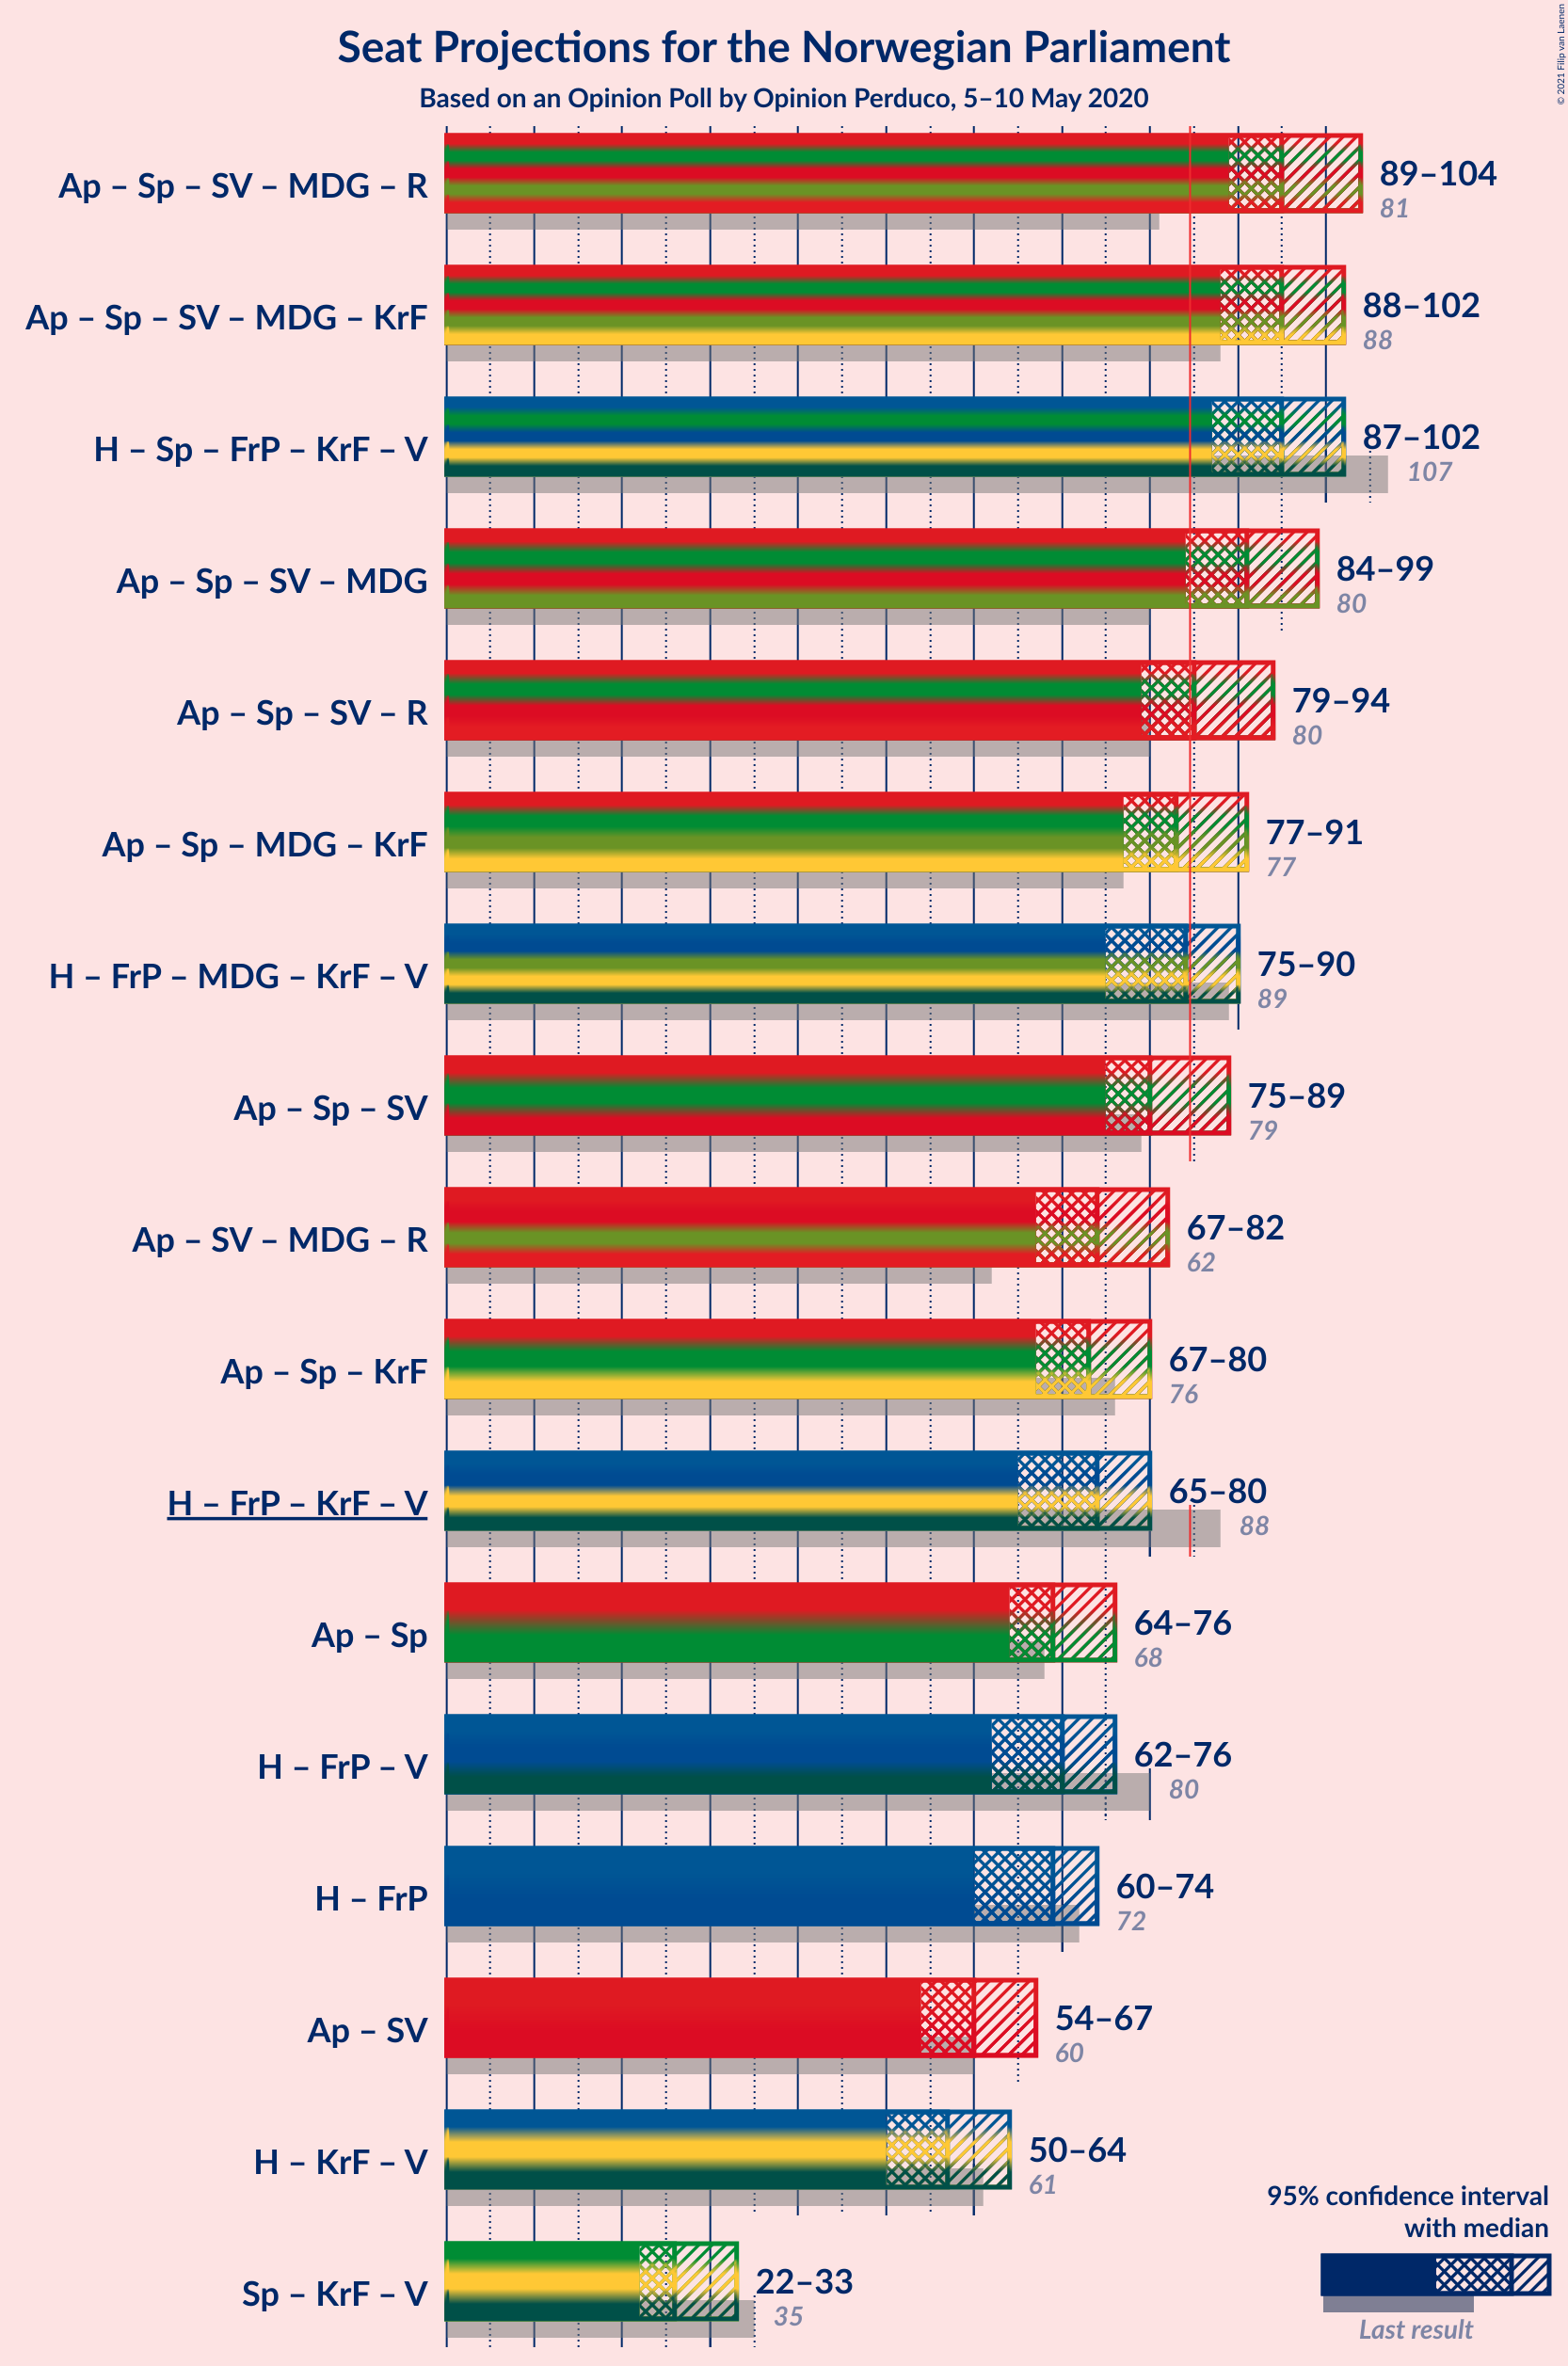 Seat Projections for the Norwegian Parliament
Based on an Opinion Poll by Opinion Perduco, 5–10 May 2020
© 2021 Filip van Laenen
Ap – Sp – SV – MDG – R
89–104
81
Ap – Sp – SV – MDG – KrF
88–102
88
H – Sp – FrP – KrF – V
87–102
107
Ap – Sp – SV – MDG
84–99
80
Ap – Sp – SV – R
79–94
80
Ap – Sp – MDG – KrF
77–91
77
H – FrP – MDG – KrF – V
75–90
89
Ap – Sp – SV
75–89
79
Ap – SV – MDG – R
67–82
62
Ap – Sp – KrF
67–80
76
H – FrP – KrF – V
65–80
88
Ap – Sp
64–76
68
H – FrP – V
62–76
80
H – FrP
60–74
72
Ap – SV
54–67
60
H – KrF – V
50–64
61
Sp – KrF – V
22–33
35
95% confidence interval
with median
Last result